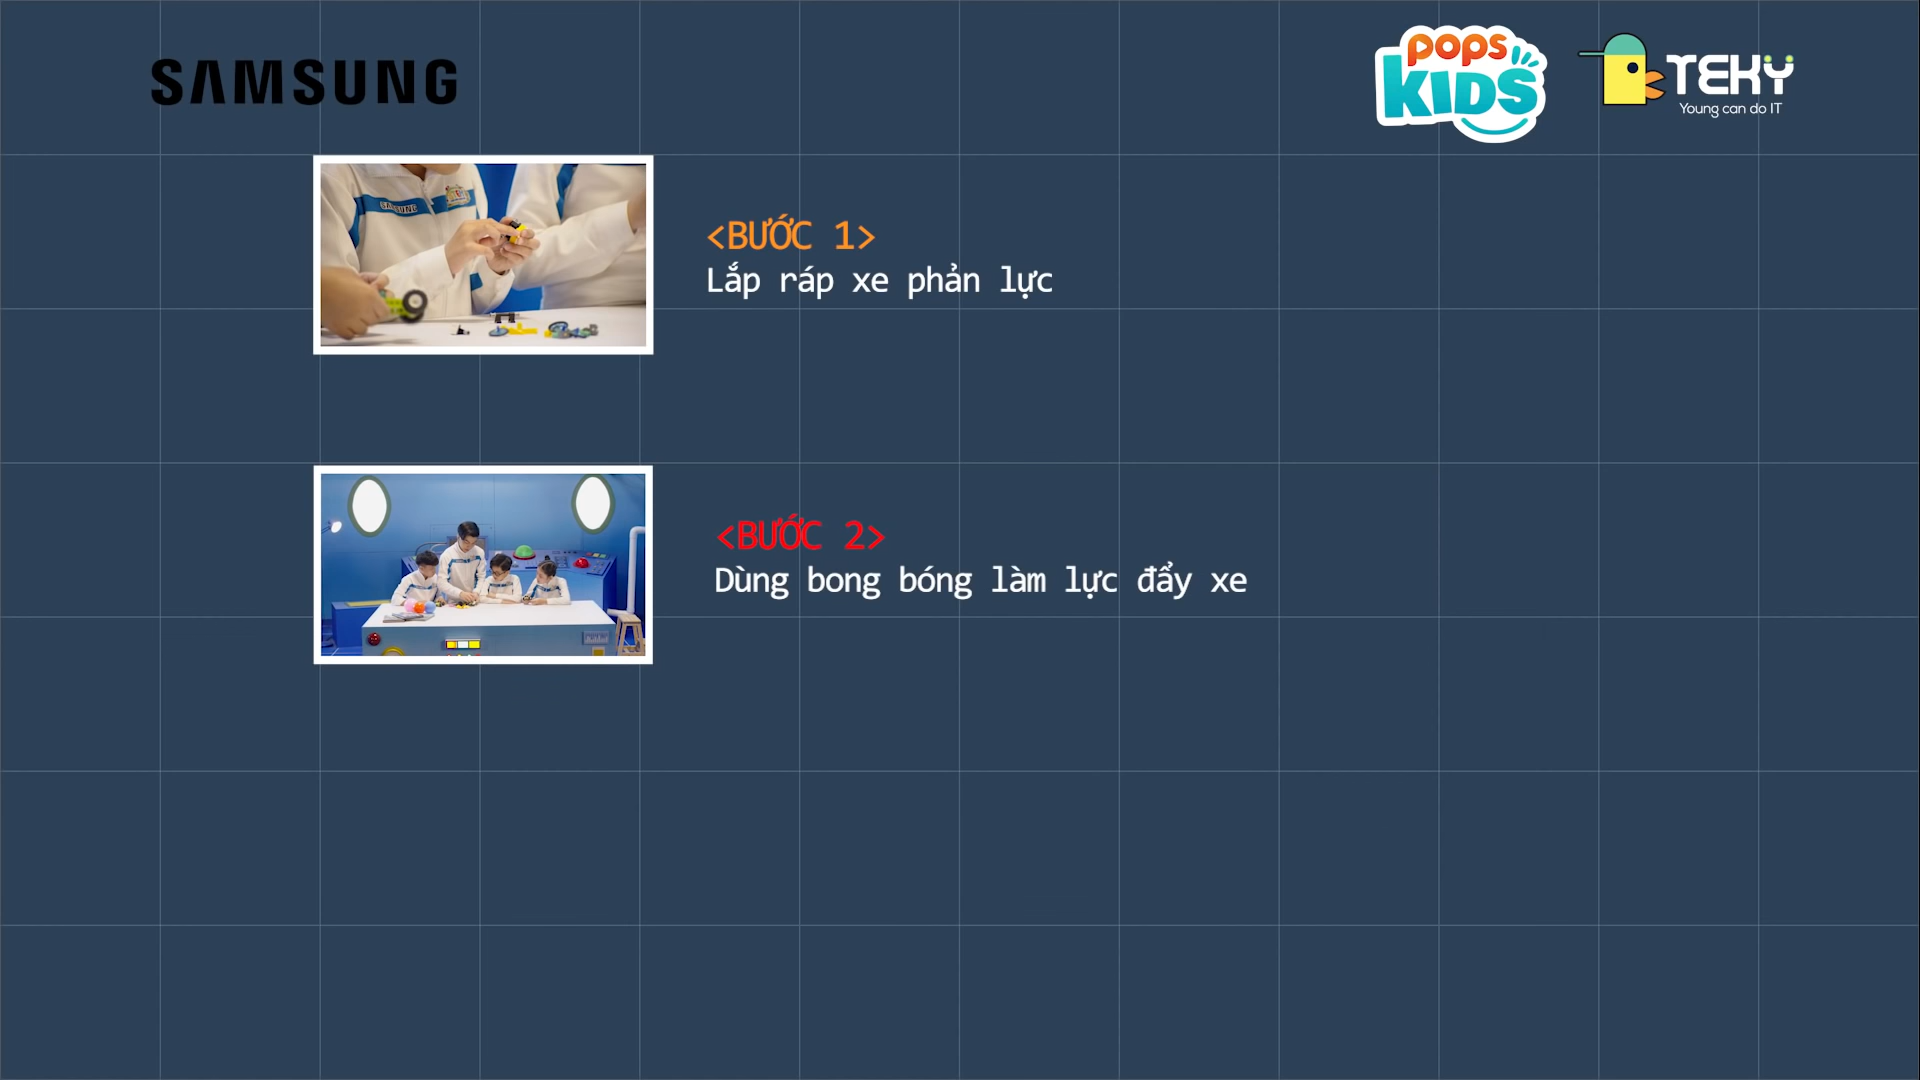 SAMSUNG
POPS
KIDS
TEKY
Young can do IT
SAMSUNG
<BƯỚC 1>
Lắp ráp xe phản lực
<BƯỚC 2>
Dùng bong bóng làm lực đẩy xe